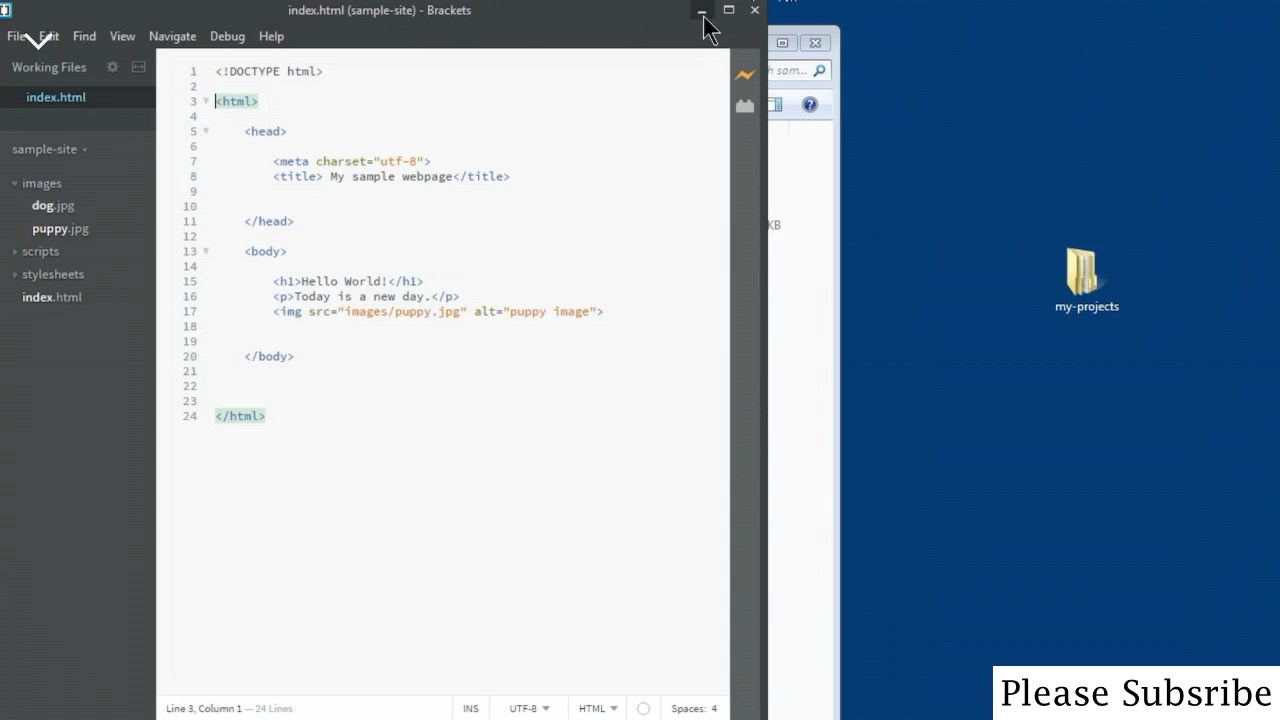 index.html (sample-site) - Brackets
File Edit Find View Navigate Debug Help
Working Files
index.html
sample-site
images
dog.jpg
puppy.jpg
scripts
stylesheets
index.html
1 <!DOCTYPE html>
2
3 <html>
4
5 <head>
6
7 <meta charset="utf-8">
8 <title> My sample webpage</title>
9
10
11 </head>
12
13 <body>
14
15 <h1>Hello World!</h1>
16 <p>Today is a new day.</p>
17 <img src="images/puppy.jpg" alt="puppy image">
18
19
20 </body>
21
22
23
24 </html>
Line 3, Column 1 — 24 Lines INS UTF-8 HTML Spaces: 4
sam...
KB
my-projects
Please Subsribe